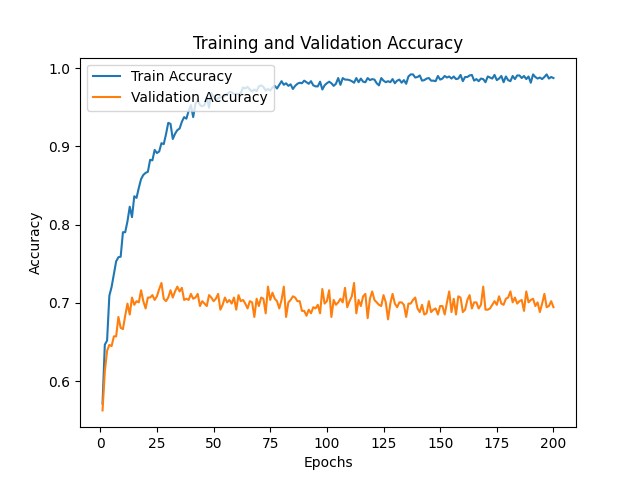 Training and Validation Accuracy
Train Accuracy
Validation Accuracy
1.0
0.9
0.8
0.7
0.6
Accuracy
0 25 50 75 100 125 150 175 200
Epochs